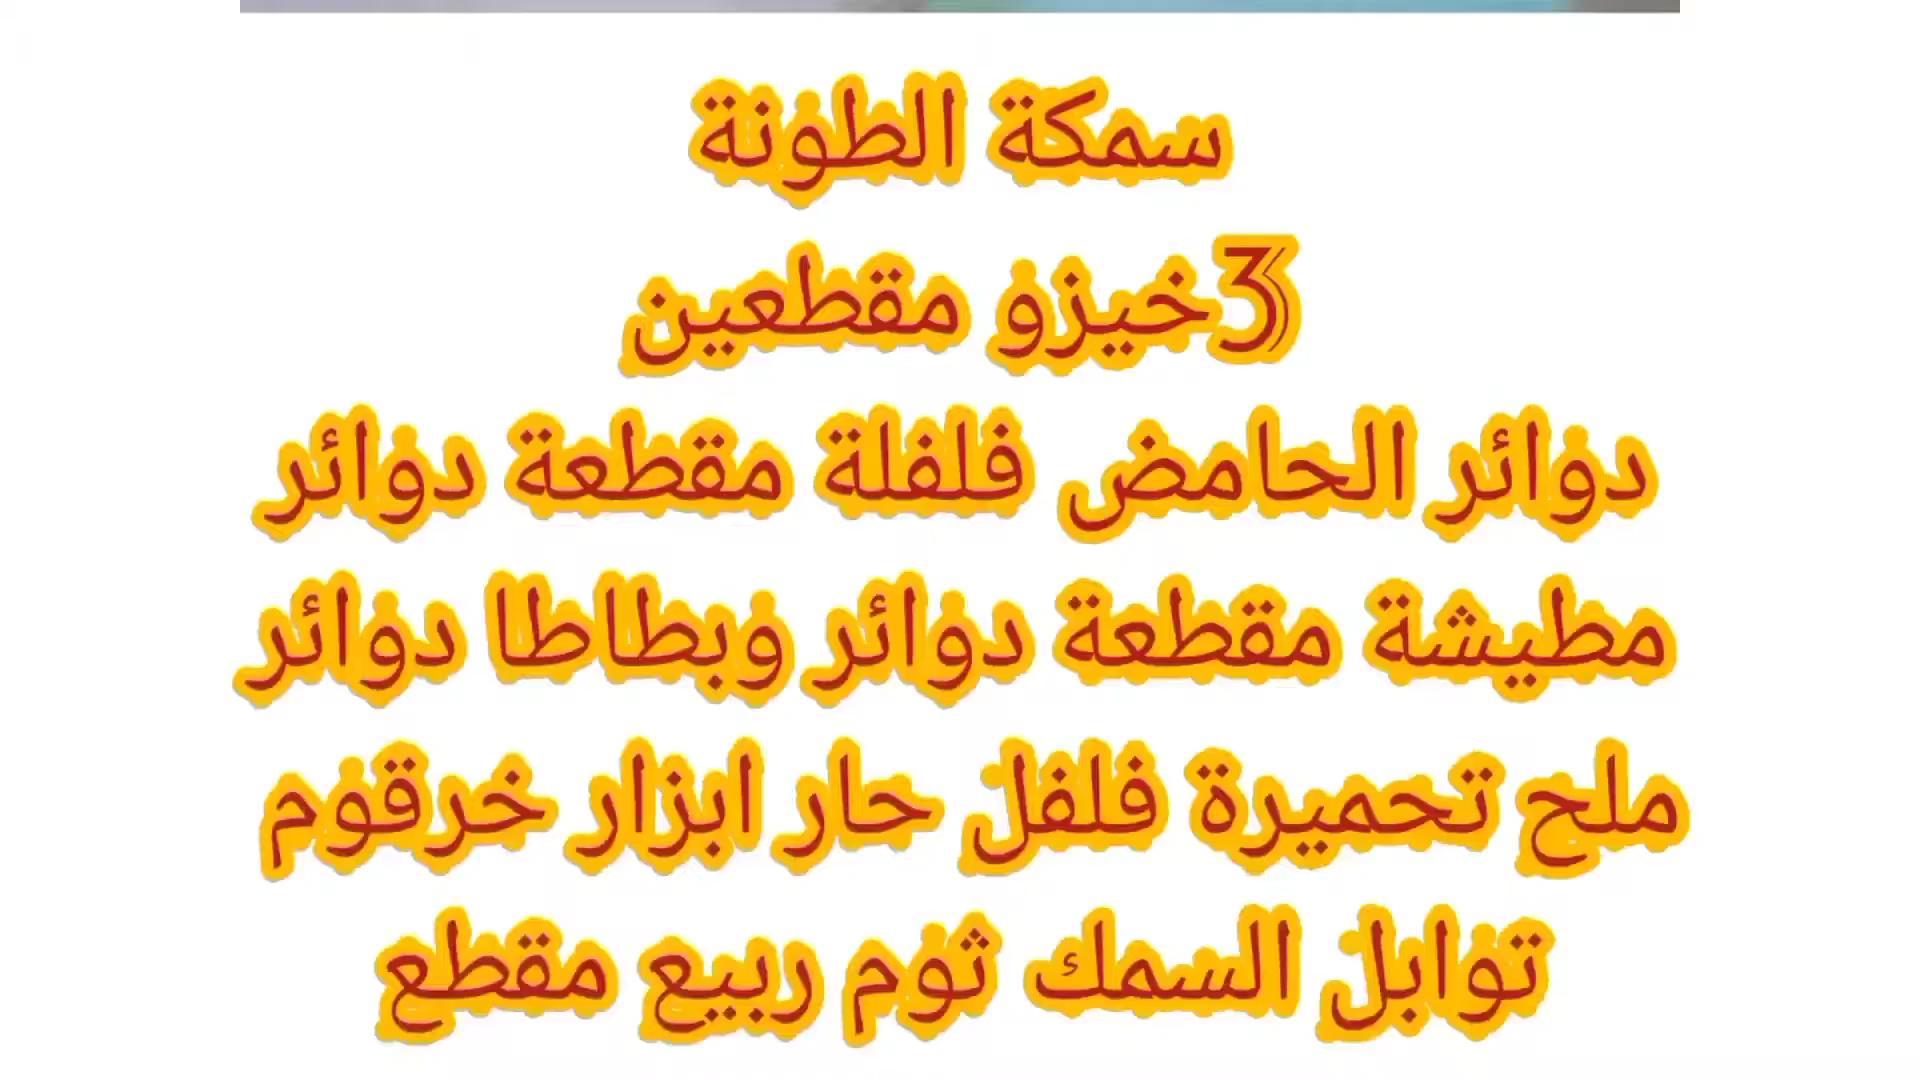 سمكة الطونة
3خيزو مقطعين
دوائر الحامض فلفلة مقطعة دوائر
مطيشة مقطعة دوائر وبطاطا دوائر
ملح تحميرة فلفل حار ابزار خرقوم
توابل السمك ثوم ربيع مقطع